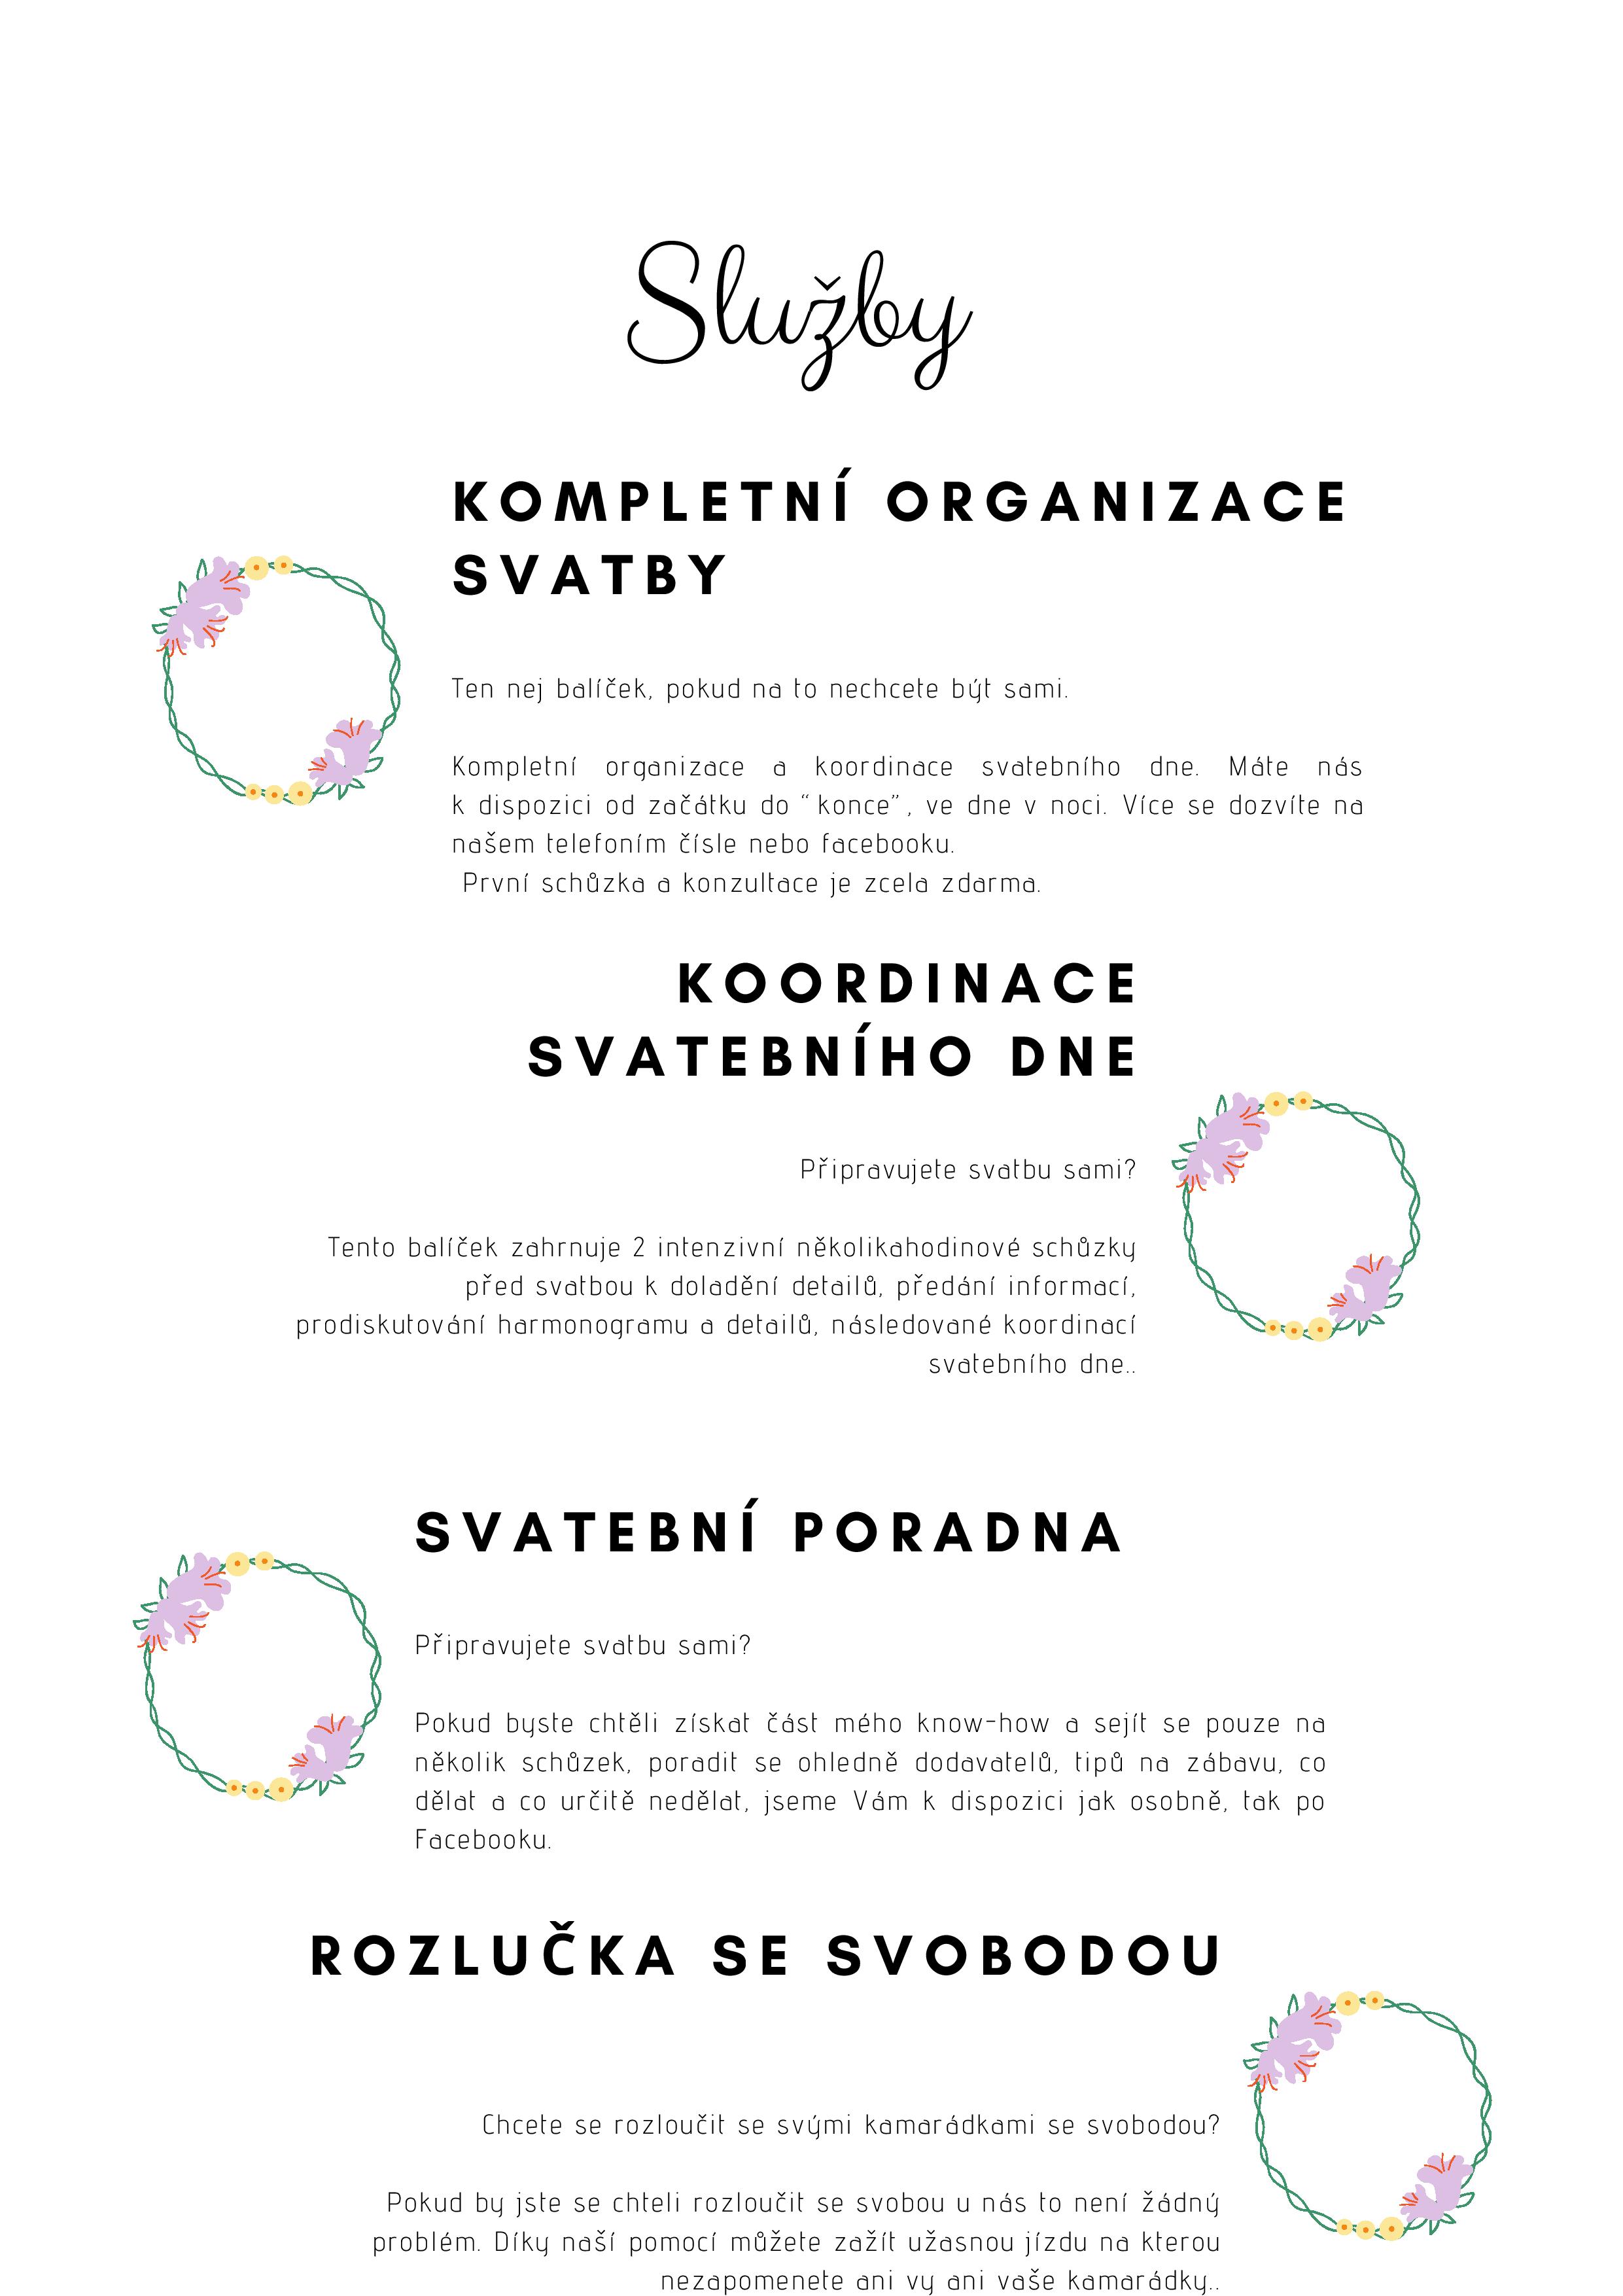 Služby
KOMPLETNÍ ORGANIZACE
SVATBY
Ten nej balíček, pokud na to nechcete být sami.
Kompletní organizace a koordinace svatebního dne. Máte nás
k dispozici od začátku do “konce”, ve dne v noci. Více se dozvíte na
našem telefoním čísle nebo facebooku.
První schůzka a konzultace je zcela zdarma.
KOORDINACE
SVATEBNÍHO DNE
Připravujete svatbu sami?
Tento balíček zahrnuje 2 intenzivní několikahodinové schůzky
před svatbou k doladění detailů, předání informací,
prodiskutování harmonogramu a detailů, následované koordinací
svatebního dne..
SVATEBNÍ PORADNA
Připravujete svatbu sami?
Pokud byste chtěli získat část mého know-how a sejít se pouze na
několik schůzek, poradit se ohledně dodavatelů, tipů na zábavu, co
dělat a co určitě nedělat, jseme Vám k dispozici jak osobně, tak po
Facebooku.
ROZLUČKA SE SVOBODOU
Chcete se rozloučit se svými kamarádkami se svobodou?
Pokud by jste se chteli rozloučit se svobou u nás to není žádný
problém. Díky naší pomocí můžete zažít užasnou jízdu na kterou
nezapomenete ani vy ani vaše kamarádky..